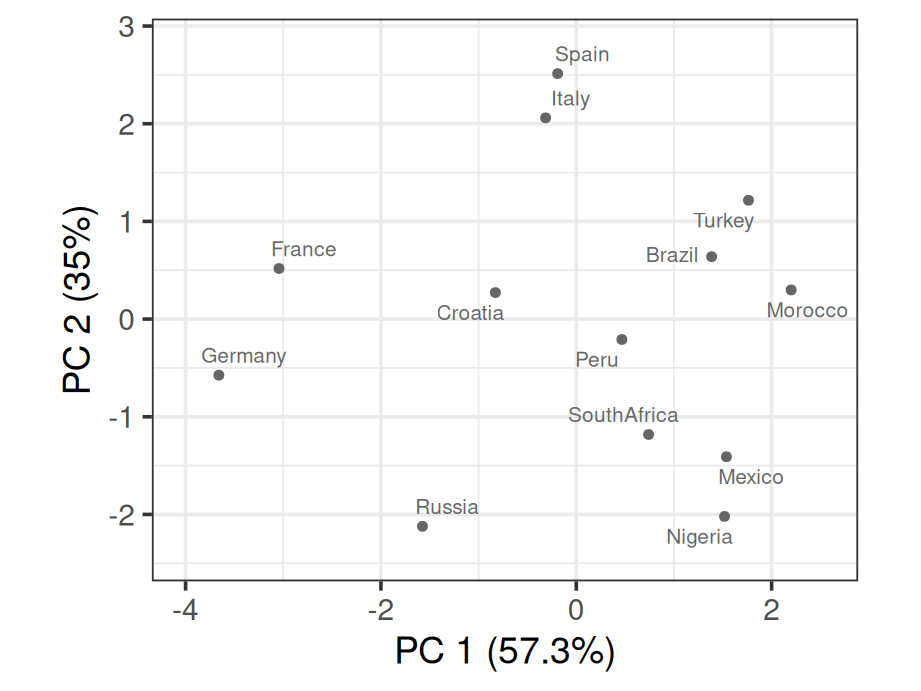 3
Spain
Italy
2
Turkey
1
France
Brazil
Morocco
Croatia
0
Peru
Germany
SouthAfrica
-1
Mexico
Russia
-2
Nigeria
PC 2 (35%)
-4
-2
0
2
PC 1 (57.3%)